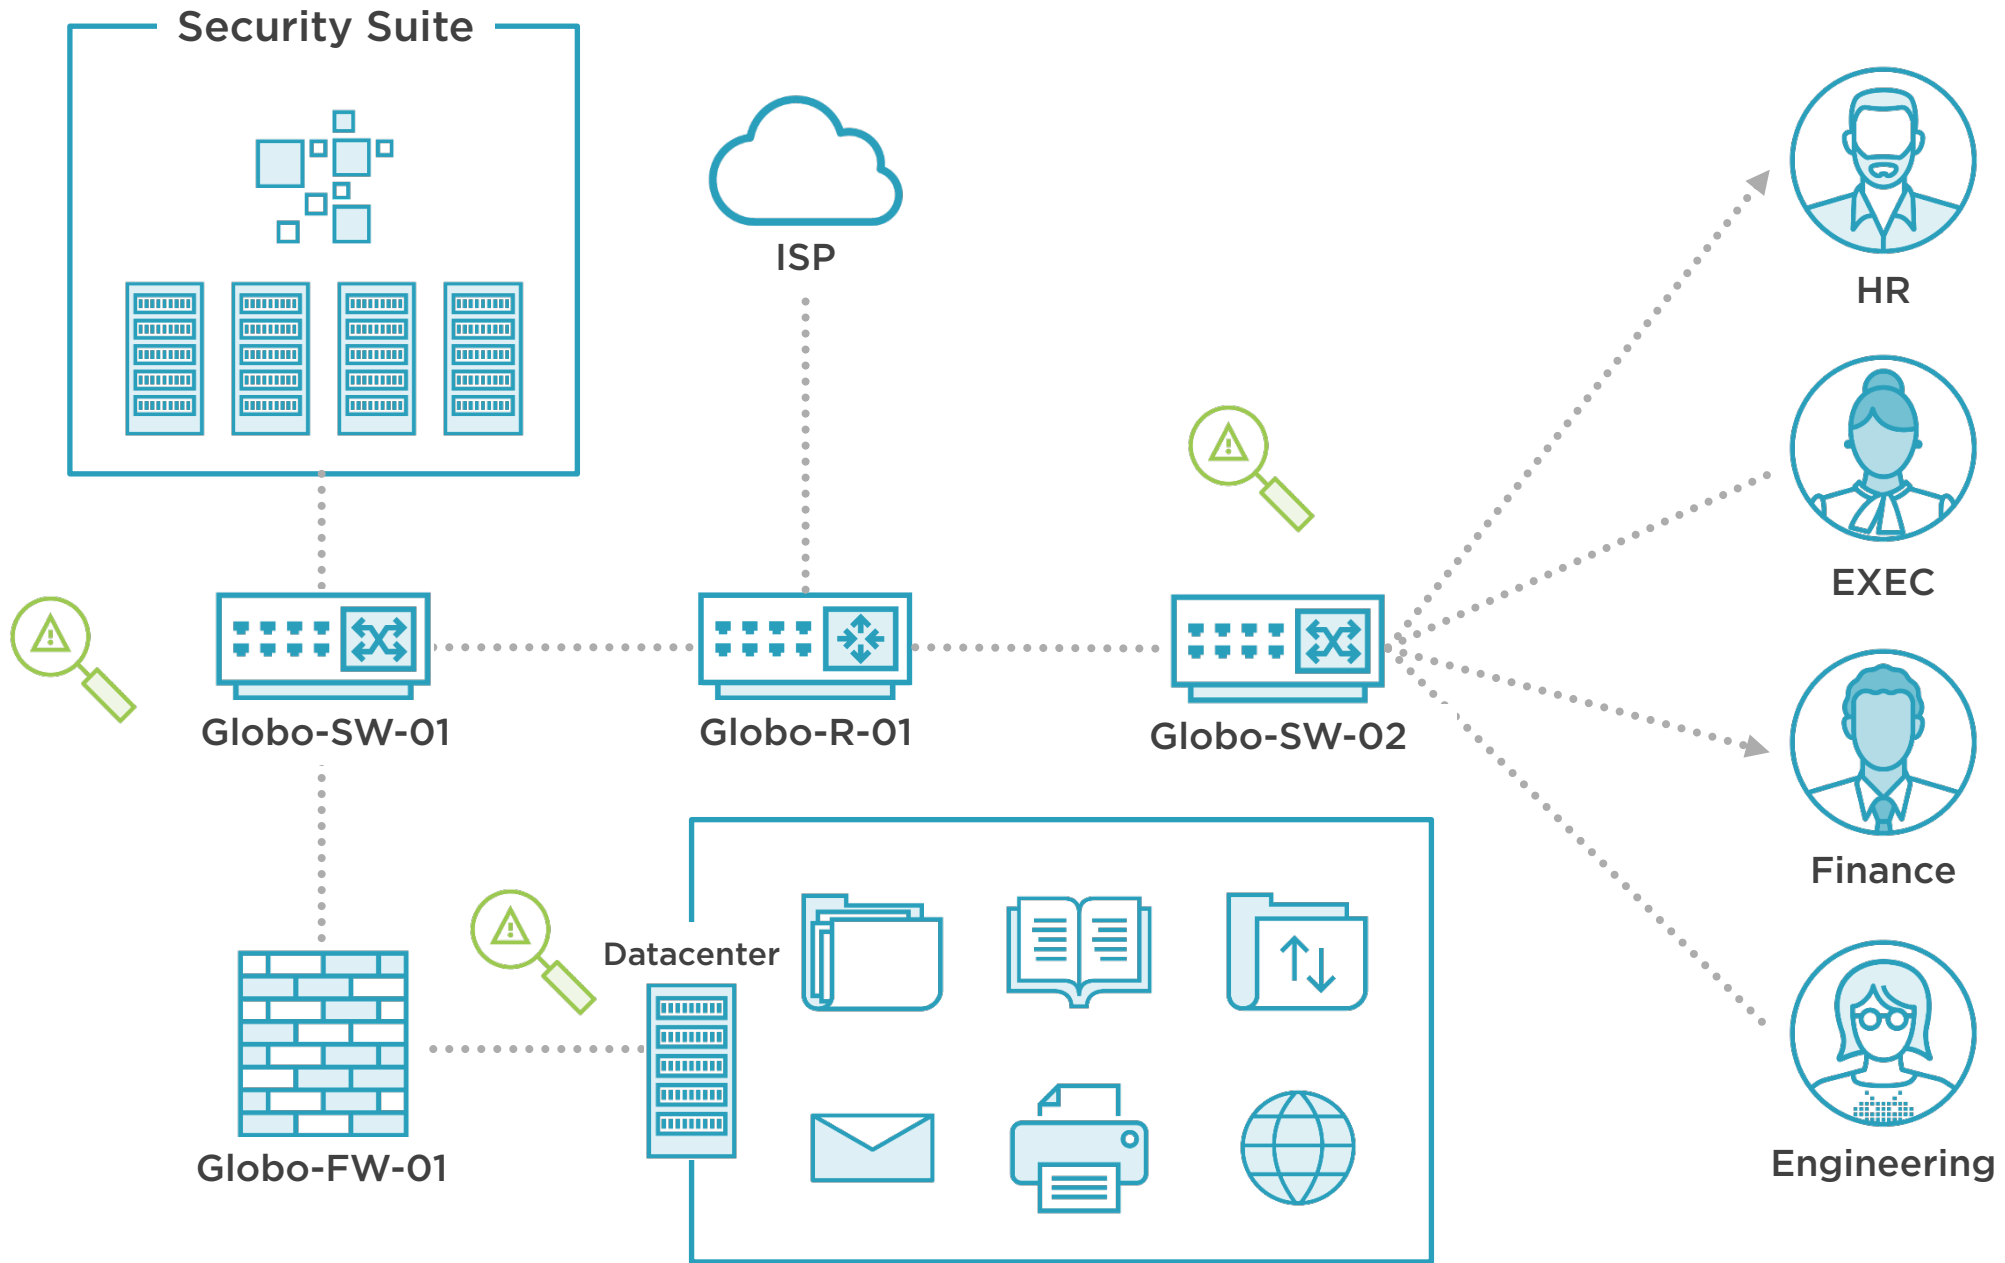 Security Suite
ISP
HR
EXEC
Globo-SW-01
Globo-R-01
Globo-SW-02
Finance
Datacenter
Globo-FW-01
Engineering